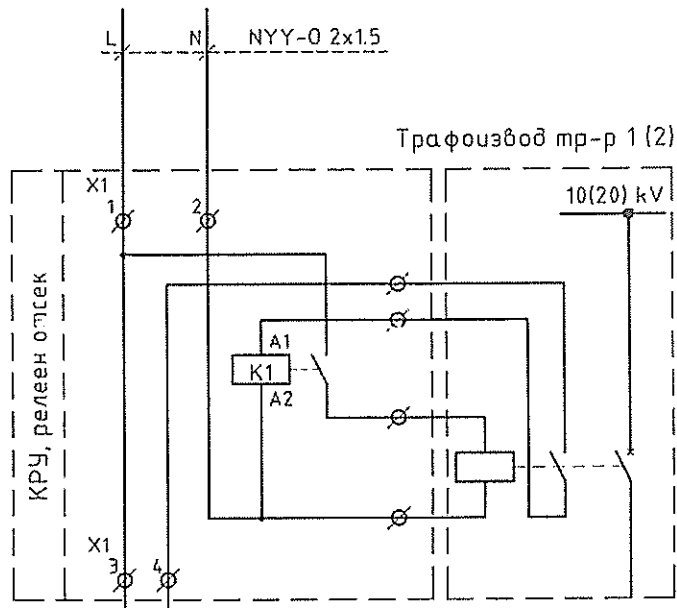 L N NYY-O 2x1.5
Трафоизвод тр-р 1 (2)
X1
1 2
10(20) kV
КРУ, релеен отсек
A1
K1
A2
X1
3 4